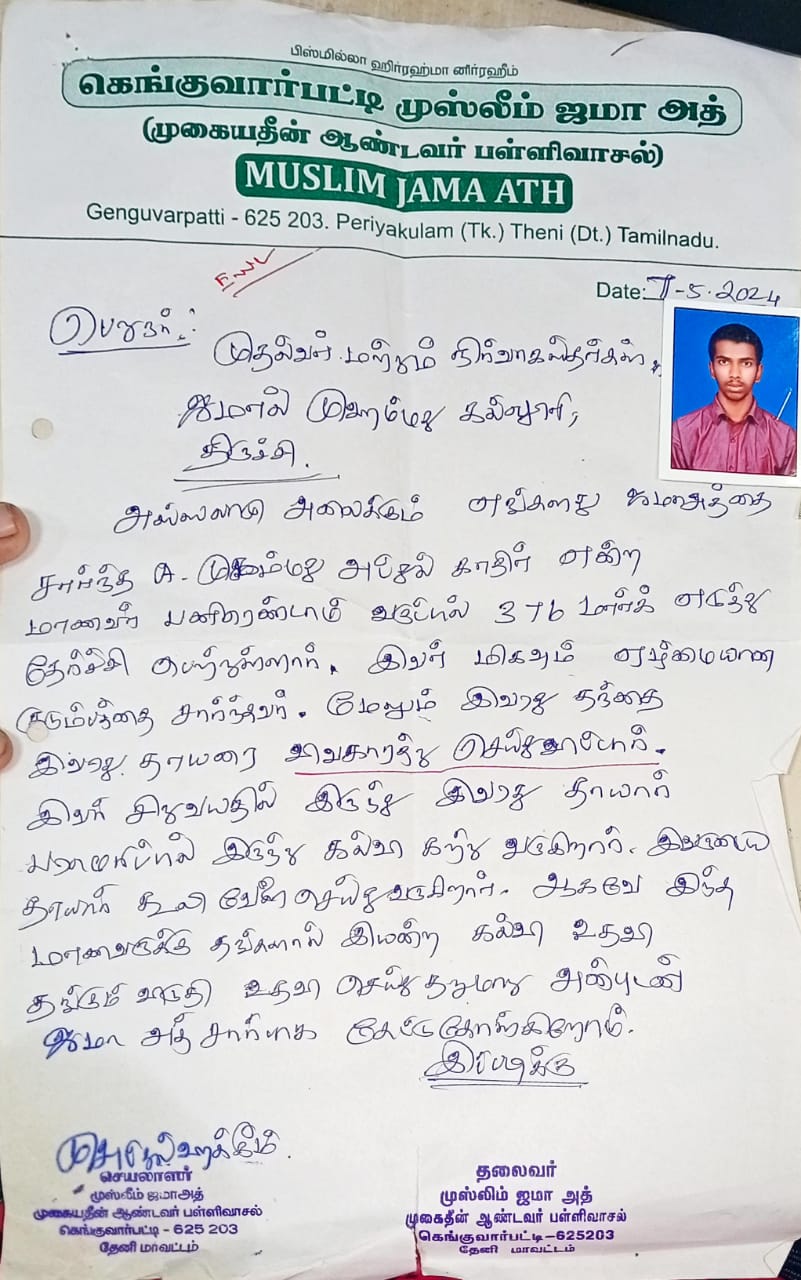 பிஸ்மில்லா ஹிர்ரஹ்மா னிர்ரஹீம்
கெங்குவார்பட்டி முஸ்லீம் ஜமா அத்
(முகையதீன் ஆண்டவர் பள்ளிவாசல்)
MUSLIM JAMA ATH
Genguvarpatti - 625 203. Periyakulam (Tk.) Theni (Dt.) Tamilnadu.
Date: 7-5-2024
பெறுநர்:
முதல்வர் மற்றும் நிர்வாகஸ்தர்கள்,
ஜமால் முஹம்மது கல்லூரி,
திருச்சி.
அஸ்ஸலாமு அலைக்கும் எங்களது ஜமாஅத்தை
சார்ந்த A. முகம்மது அப்துல் காதிர் என்ற
மாணவர் பனிரெண்டாம் வகுப்பில் 376 மார்க் எடுத்து
தேர்ச்சி பெற்றுள்ளார். இவர் மிகவும் ஏழ்மையான
குடும்பத்தை சார்ந்தவர். மேலும் இவரது தந்தை
இவரது தாயரை விவகாரத்து செய்துவிட்டார்.
இவர் சிறுவயதில் இருந்து இவரது தாயார்
பராமரிப்பில் இருந்து கல்வி கற்று வருகிறார். இவருடைய
தாயார் கூலி வேலை செய்து வருகிறார். ஆகவே இந்த
மாணவருக்கு தங்களால் இயன்ற கல்வி உதவி
தங்கும் விடுதி உதவி செய்து தருமாறு அன்புடன்
ஜமா அத் சார்பாக கேட்டுகொள்கிறோம்.
இப்படிக்கு
செயலாளர்
முஸ்லீம் ஜமாஅத்
முகையதீன் ஆண்டவர் பள்ளிவாசல்
கெங்குவார்பட்டி - 625 203
தேனி மாவட்டம்
தலைவர்
முஸ்லிம் ஜமா அத்
முகைதீன் ஆண்டவர் பள்ளிவாசல்
கெங்குவார்பட்டி-625203
தேனி மாவட்டம்